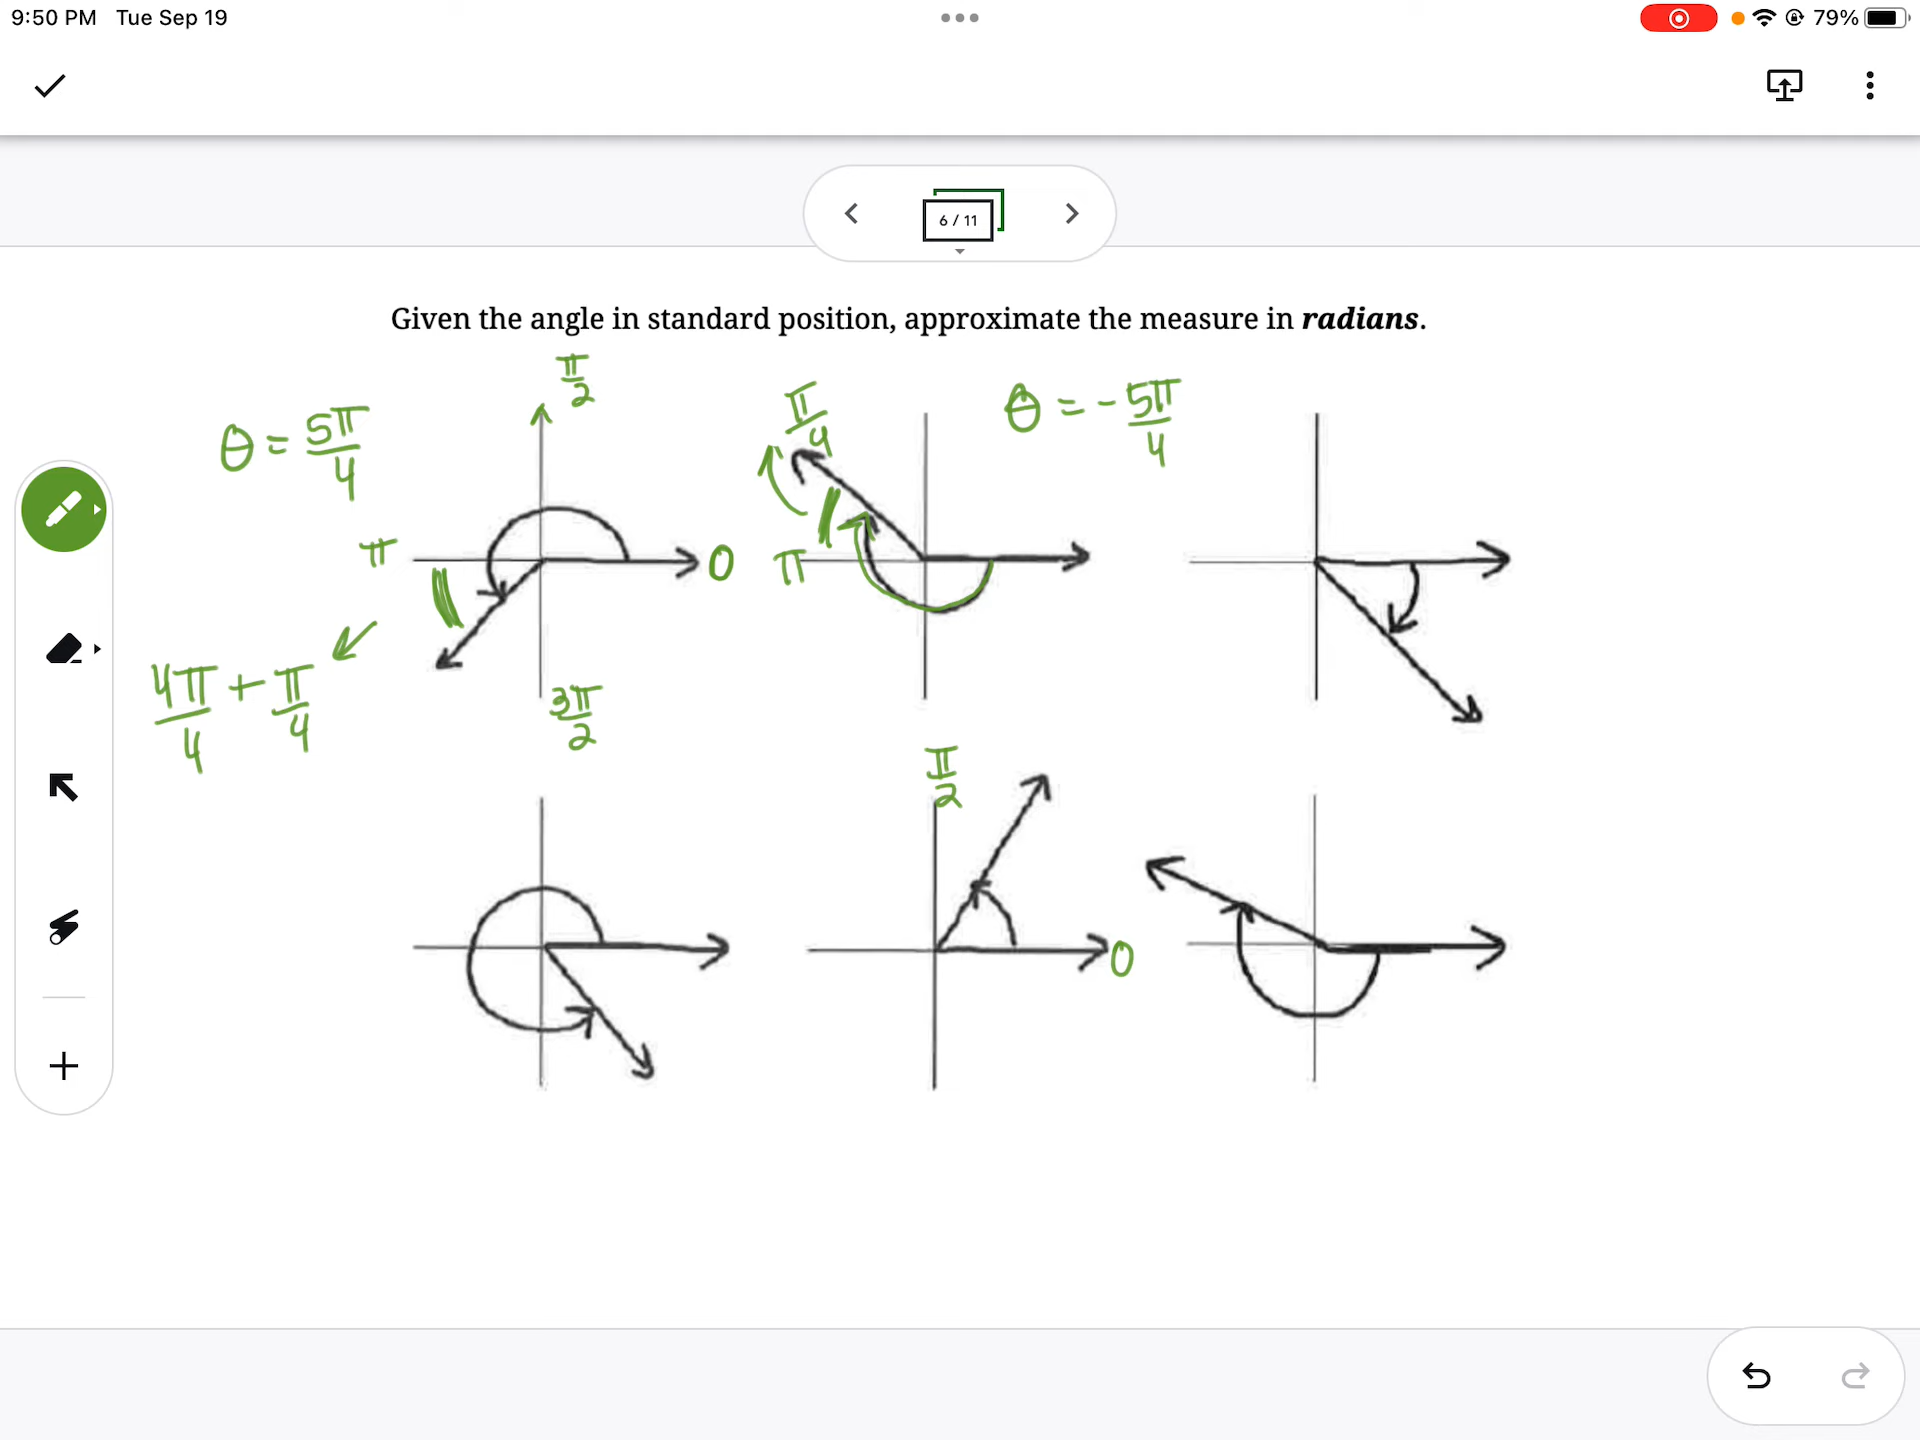 9:50 PM Tue Sep 19
79%
6 / 11
Given the angle in standard position, approximate the measure in radians.
π/2
θ = 5π/4
π/4
θ = -5π/4
π
0
π
4π/4 + π/4
3π/2
π/2
0